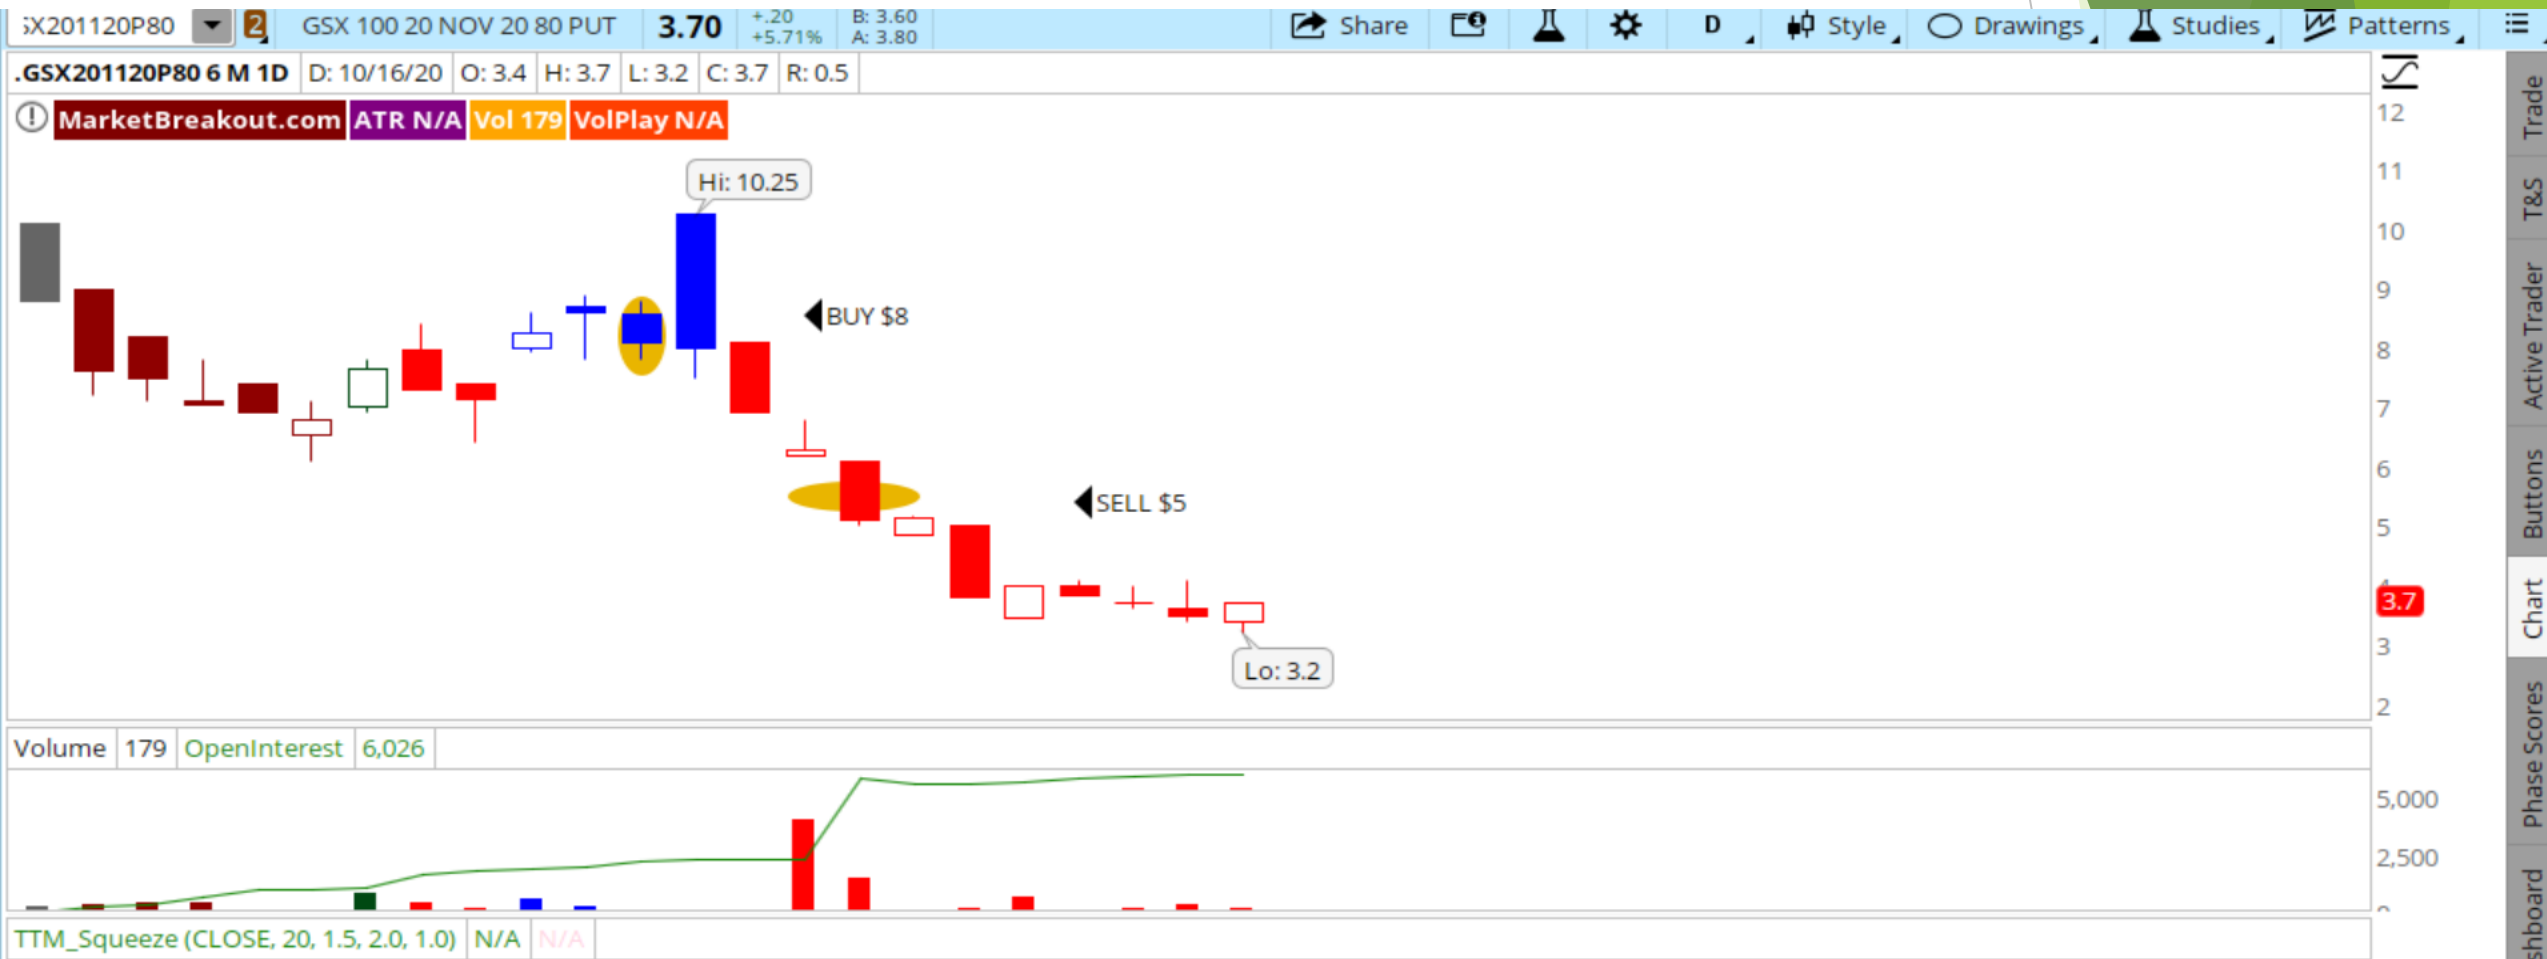 SX201120P80 2 GSX 100 20 NOV 20 80 PUT 3.70 +.20 B: 3.60 Share D Style Drawings Studies Patterns
+5.71% A: 3.80
.GSX201120P80 6 M 1D D: 10/16/20 O: 3.4 H: 3.7 L: 3.2 C: 3.7 R: 0.5
MarketBreakout.com ATR N/A Vol 179 VolPlay N/A
12
11
Hi: 10.25
10
9
BUY $8
8
7
6
SELL $5
5
4
3.7
3
Lo: 3.2
2
Volume 179 OpenInterest 6,026
5,000
2,500
0
TTM_Squeeze (CLOSE, 20, 1.5, 2.0, 1.0) N/A N/A
Trade
T&S
Active Trader
Buttons
Chart
Phase Scores
shboard